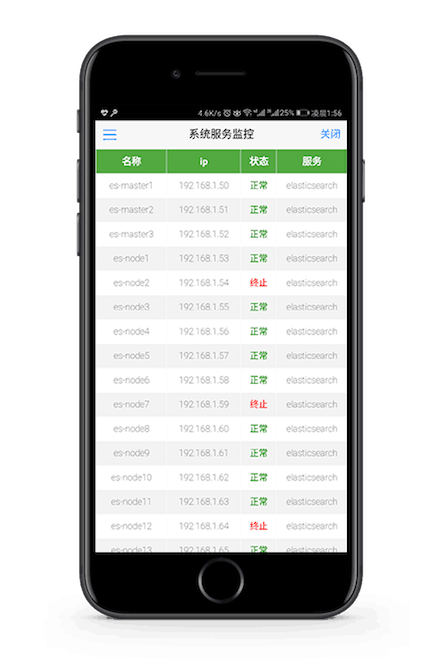 4.6K/s 25% 凌晨1:56
系统服务监控 关闭
名称 ip 状态 服务
es-master1 192.168.1.50 正常 elasticsearch
es-master2 192.168.1.51 正常 elasticsearch
es-master3 192.168.1.52 正常 elasticsearch
es-node1 192.168.1.53 正常 elasticsearch
es-node2 192.168.1.54 终止 elasticsearch
es-node3 192.168.1.55 正常 elasticsearch
es-node4 192.168.1.56 正常 elasticsearch
es-node5 192.168.1.57 正常 elasticsearch
es-node6 192.168.1.58 正常 elasticsearch
es-node7 192.168.1.59 终止 elasticsearch
es-node8 192.168.1.60 正常 elasticsearch
es-node9 192.168.1.61 正常 elasticsearch
es-node10 192.168.1.62 正常 elasticsearch
es-node11 192.168.1.63 正常 elasticsearch
es-node12 192.168.1.64 终止 elasticsearch
es-node13 192.168.1.65 正常 elasticsearch